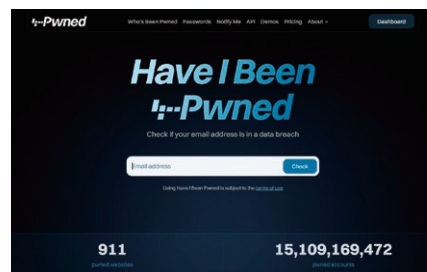 ';--Pwned
Who's Been Pwned Passwords Notify Me API Demos Pricing About Dashboard
Have I Been
';--Pwned
Check if your email address is in a data breach
Email address Check
Using Have I Been Pwned is subject to the terms of use
911 15,109,169,472
pwned websites pwned accounts